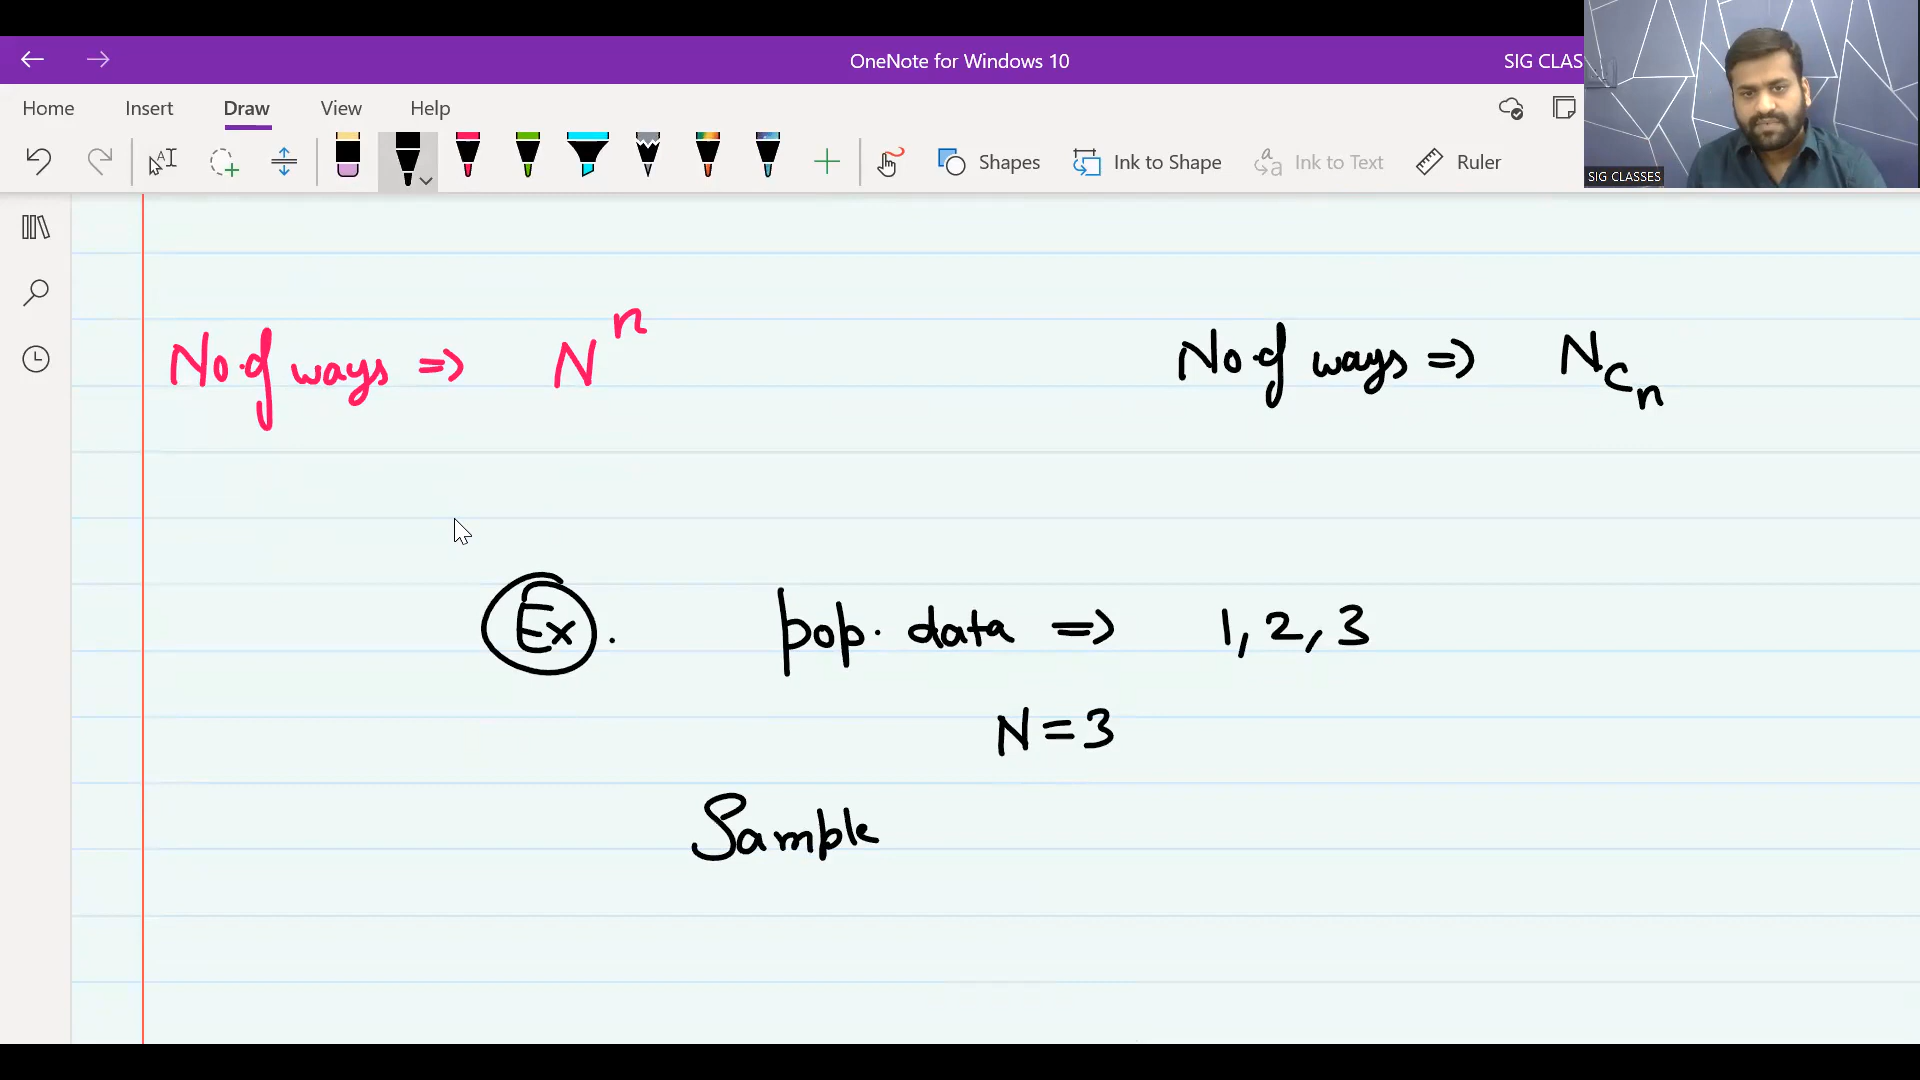 OneNote for Windows 10
SIG CLAS
Home Insert Draw View Help
Shapes Ink to Shape Ink to Text Ruler
SIG CLASSES
No. of ways => N^n
No. of ways => N_C_n
Ex. pop. data => 1, 2, 3
N = 3
Sample